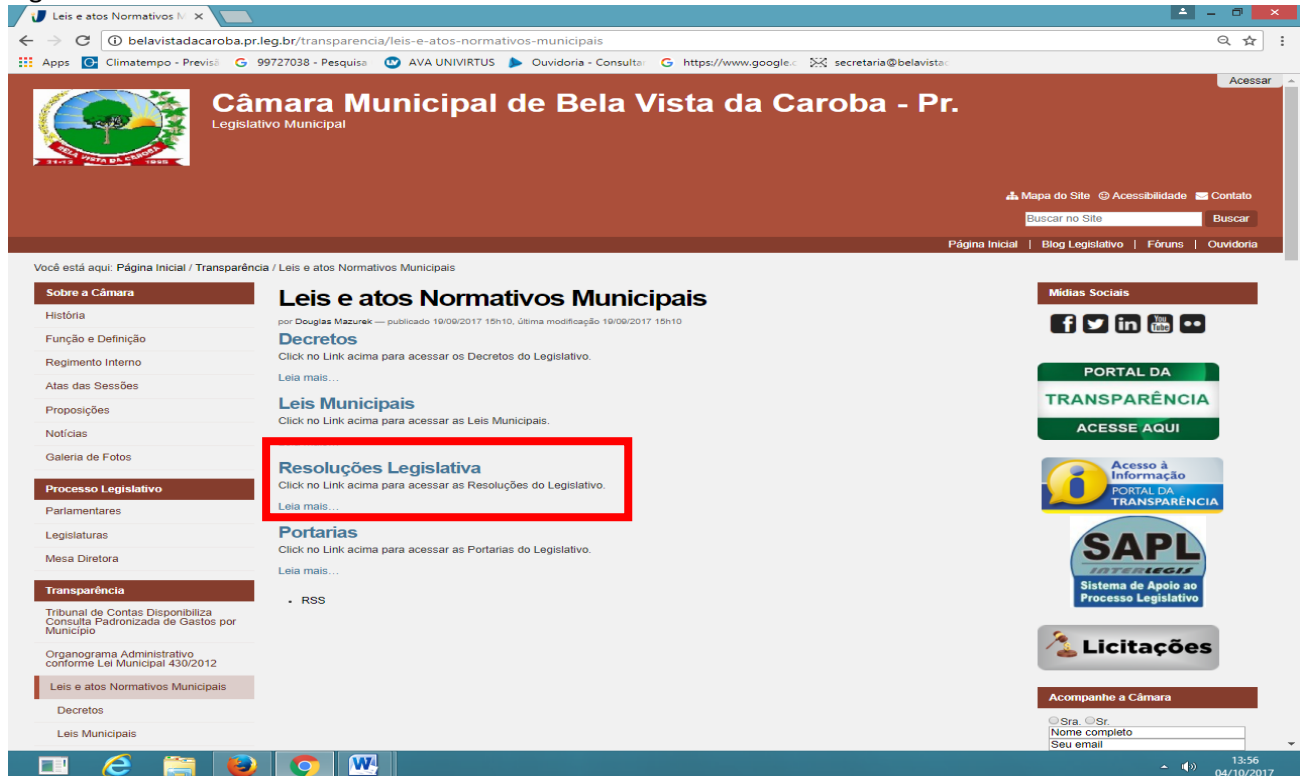 Leis e atos Normativos M
belavistadacaroba.pr.leg.br/transparencia/leis-e-atos-normativos-municipais
Apps
Climatempo - Previsã
99727038 - Pesquisa
AVA UNIVIRTUS
Ouvidoria - Consultar
https://www.google.c
secretaria@belavista
Acessar
Câmara Municipal de Bela Vista da Caroba - Pr.
Legislativo Municipal
BELA VISTA DA CAROBA
31-12 1995
Mapa do Site Acessibilidade Contato
Buscar no Site Buscar
Página Inicial | Blog Legislativo | Fóruns | Ouvidoria
Você está aqui: Página Inicial / Transparência / Leis e atos Normativos Municipais
Sobre a Câmara
História
Função e Definição
Regimento Interno
Atas das Sessões
Proposições
Notícias
Galeria de Fotos
Processo Legislativo
Parlamentares
Legislaturas
Mesa Diretora
Transparência
Tribunal de Contas Disponibiliza
Consulta Padronizada de Gastos por
Município
Organograma Administrativo
conforme Lei Municipal 430/2012
Leis e atos Normativos Municipais
Decretos
Leis Municipais
Leis e atos Normativos Municipais
por Douglas Mazurek — publicado 19/09/2017 15h10, última modificação 19/09/2017 15h10
Decretos
Click no Link acima para acessar os Decretos do Legislativo.
Leia mais…
Leis Municipais
Click no Link acima para acessar as Leis Municipais.
Resoluções Legislativa
Click no Link acima para acessar as Resoluções do Legislativo.
Leia mais…
Portarias
Click no Link acima para acessar as Portarias do Legislativo.
Leia mais…
RSS
Mídias Sociais
You
Tube
PORTAL DA
TRANSPARÊNCIA
ACESSE AQUI
Acesso à
Informação
PORTAL DA
TRANSPARÊNCIA
SAPL
INTERLEGIS
Sistema de Apoio ao
Processo Legislativo
Licitações
Acompanhe a Câmara
Sra. Sr.
Nome completo
Seu email
13:56
04/10/2017